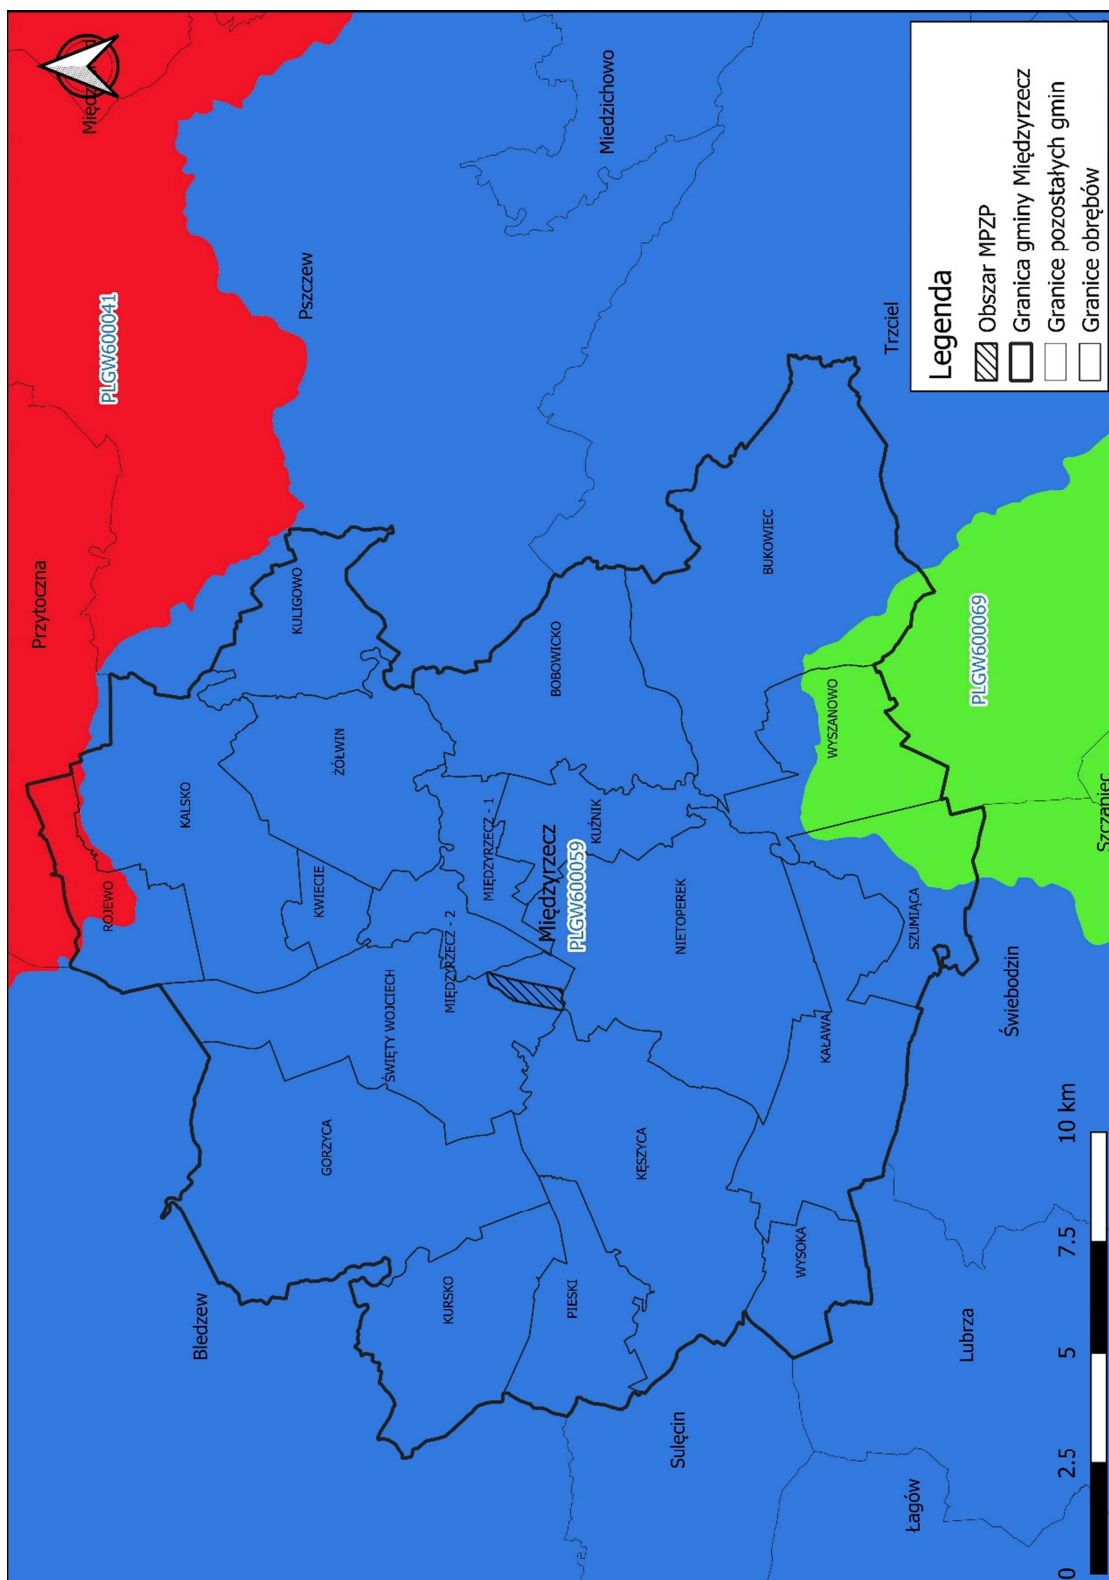 Międz
Przytoczna
PLGW600041
Miedzichowo
Pszczew
KULIGOWO
ROJEWO
KALSKO
ŻÓŁWIN
KWIECIE
Bledzew
GORZYCA
ŚWIĘTY WOJCIECH
MIĘDZYRZECZ - 2
MIĘDZYRZECZ - 1
BOBOWICKO
KUŹNIK
Międzyrzecz
PLGW600059
KURSKO
PIESKI
KĘSZYCA
NIETOPEREK
BUKOWIEC
Trzciel
WYSZANOWO
PLGW600069
SZUMIĄCA
KAŁAWA
WYSOKA
Sulęcin
Łagów
Lubrza
Świebodzin
Szczaniec
0 2.5 5 7.5 10 km
Legenda
Obszar MPZP
Granica gminy Międzyrzecz
Granice pozostałych gmin
Granice obrębów